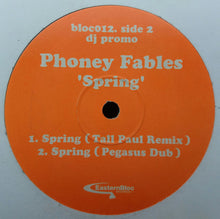 bloc012. side 2
dj promo
Phoney Fables
'Spring'
1. Spring ( Tall Paul Remix )
2. Spring ( Pegasus Dub )
EasternBloc